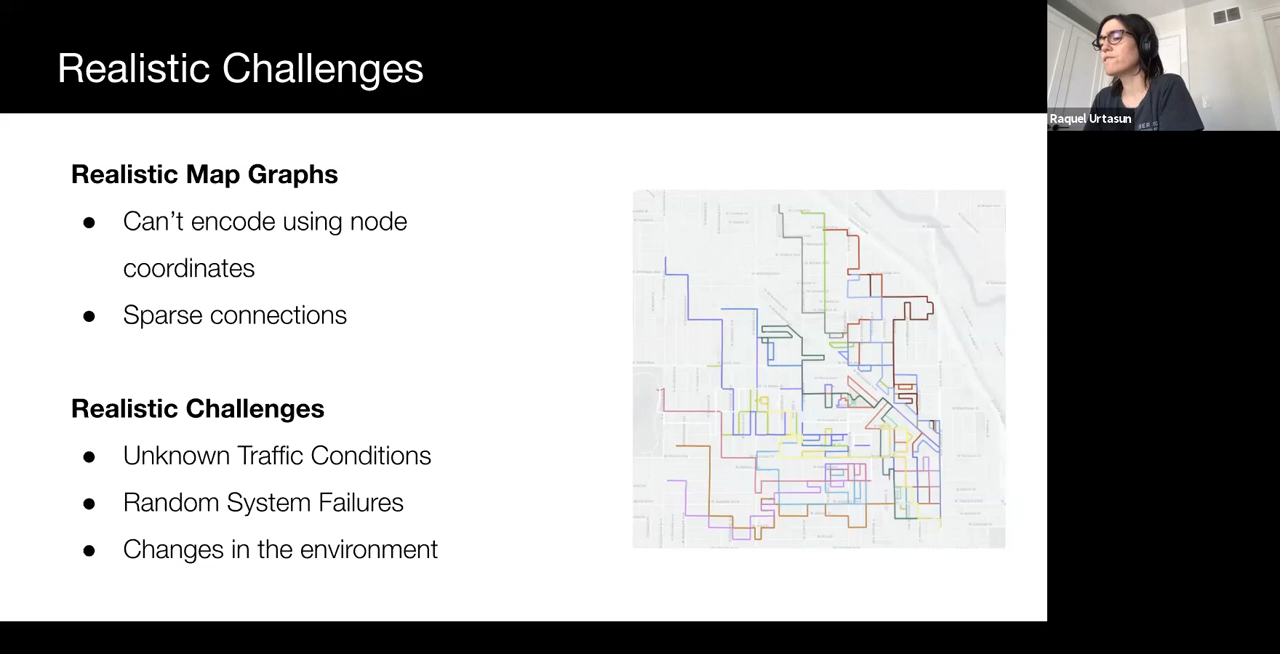 Realistic Challenges
Raquel Urtasun
Realistic Map Graphs
● Can't encode using node
coordinates
● Sparse connections
Realistic Challenges
● Unknown Traffic Conditions
● Random System Failures
● Changes in the environment